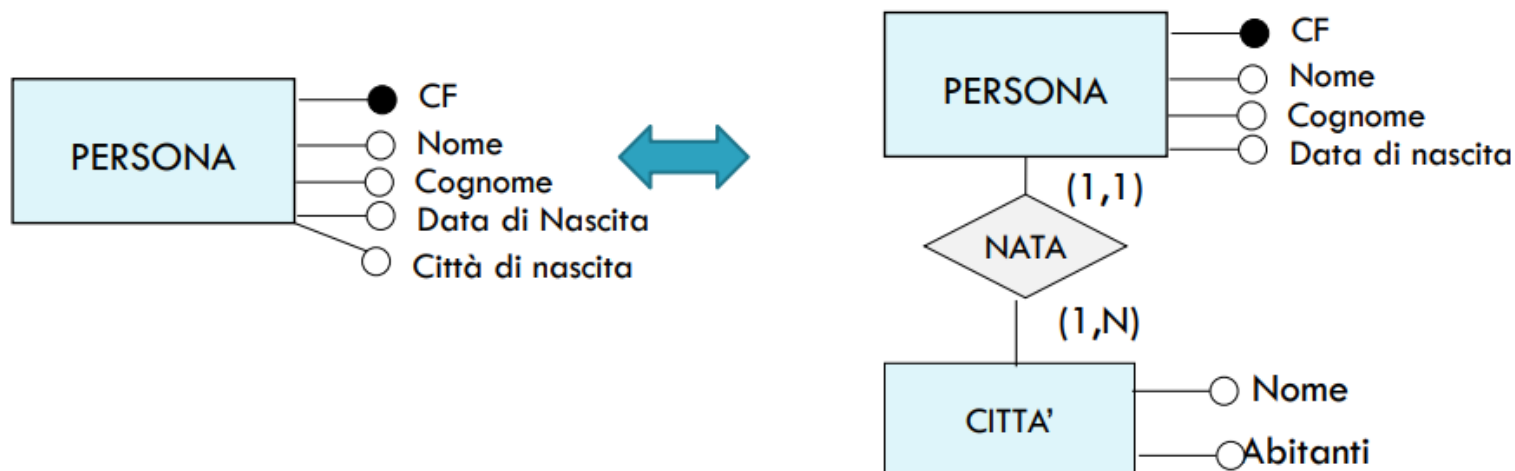 PERSONA
CF
Nome
Cognome
Data di Nascita
Città di nascita
PERSONA
CF
Nome
Cognome
Data di nascita
(1,1)
NATA
(1,N)
CITTA'
Nome
Abitanti